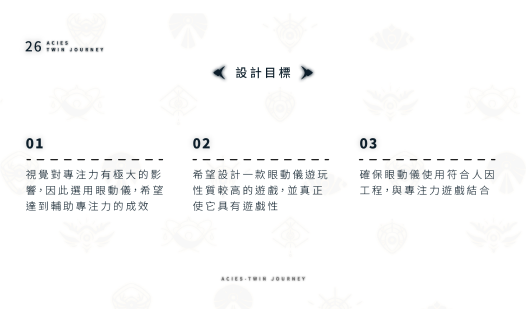 26 ACIES
TWIN JOURNEY
設計目標
01
視覺對專注力有極大的影
響，因此選用眼動儀，希望
達到輔助專注力的成效
02
希望設計一款眼動儀遊玩
性質較高的遊戲，並真正
使它具有遊戲性
03
確保眼動儀使用符合人因
工程，與專注力遊戲結合
ACIES-TWIN JOURNEY